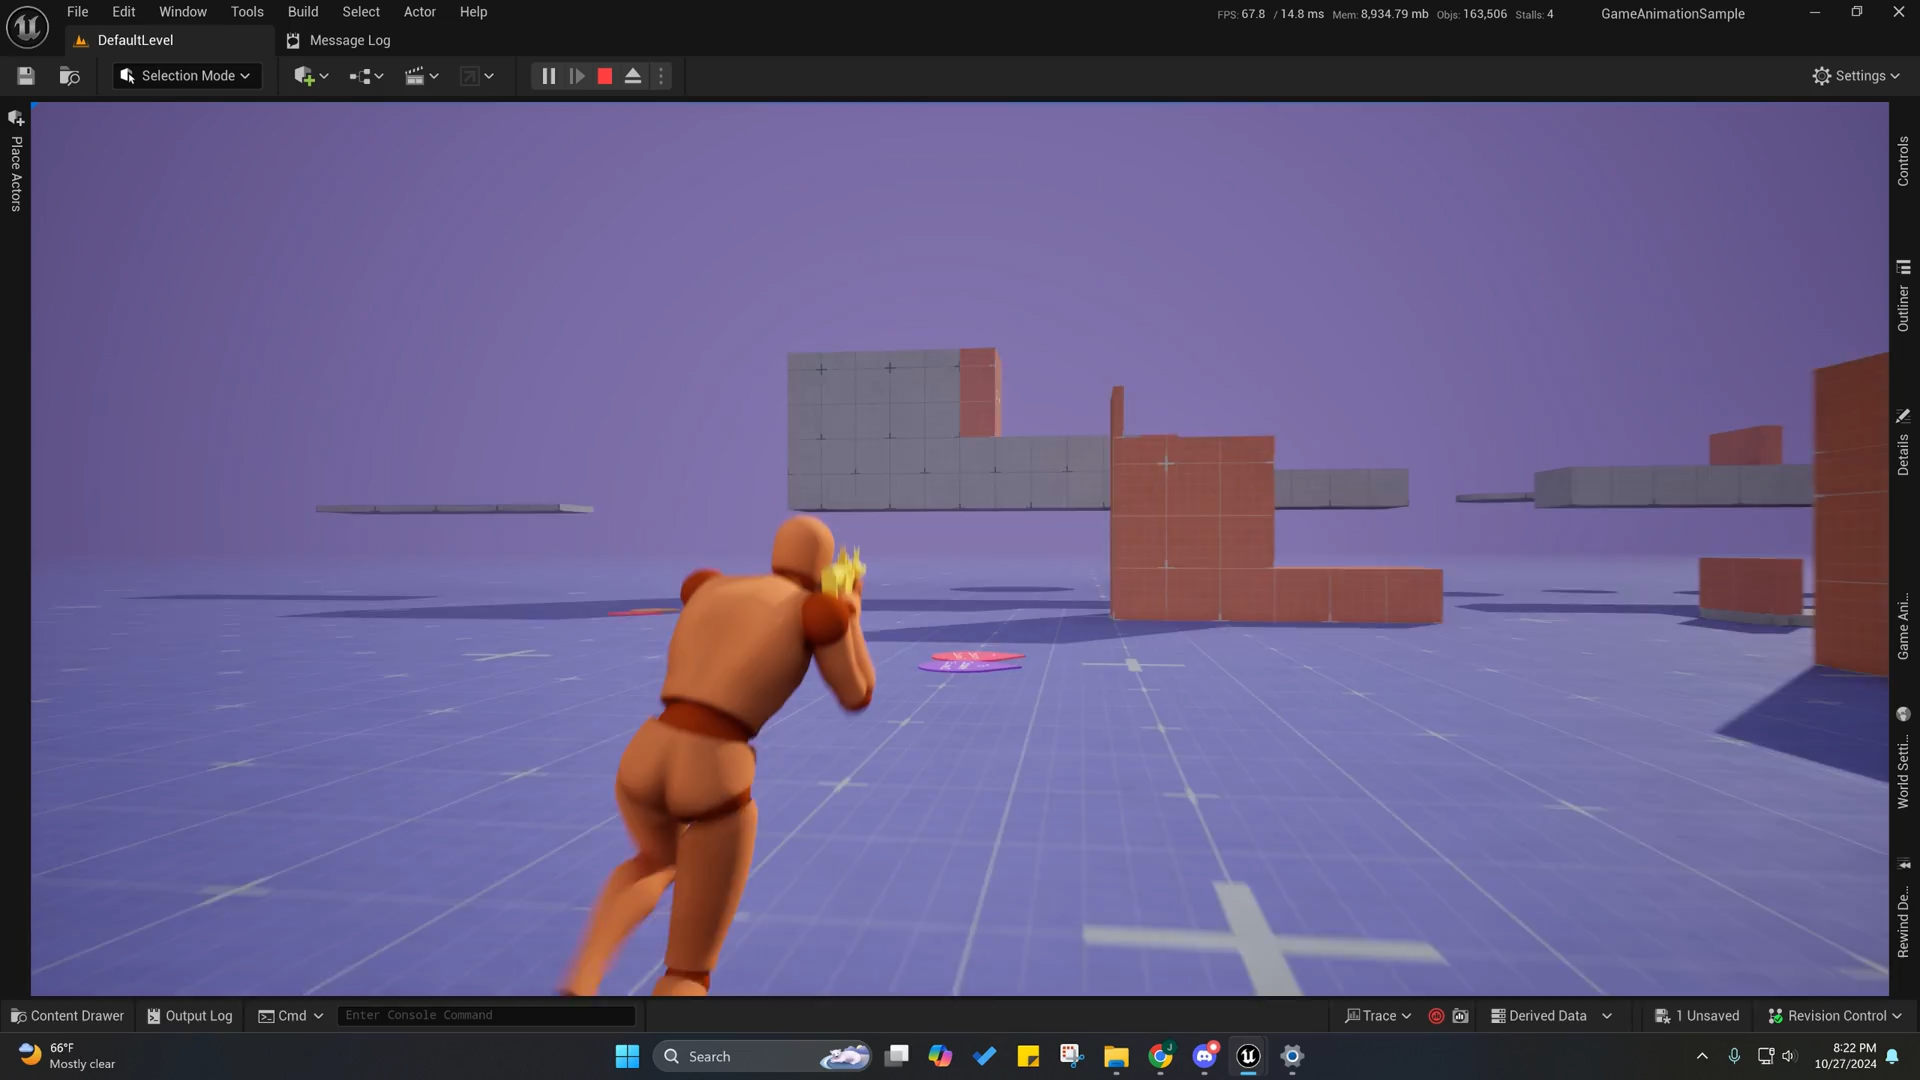 File Edit Window Tools Build Select Actor Help
FPS: 67.8 / 14.8 ms Mem: 8,934.79 mb Objs: 163,506 Stalls: 4
GameAnimationSample
DefaultLevel
Message Log
Selection Mode
Settings
Place Actors
Controls
Outliner
Details
Game Ani...
World Setti...
Rewind De...
Content Drawer
Output Log
Cmd
Enter Console Command
Trace
Derived Data
1 Unsaved
Revision Control
66°F
Mostly clear
Search
8:22 PM
10/27/2024